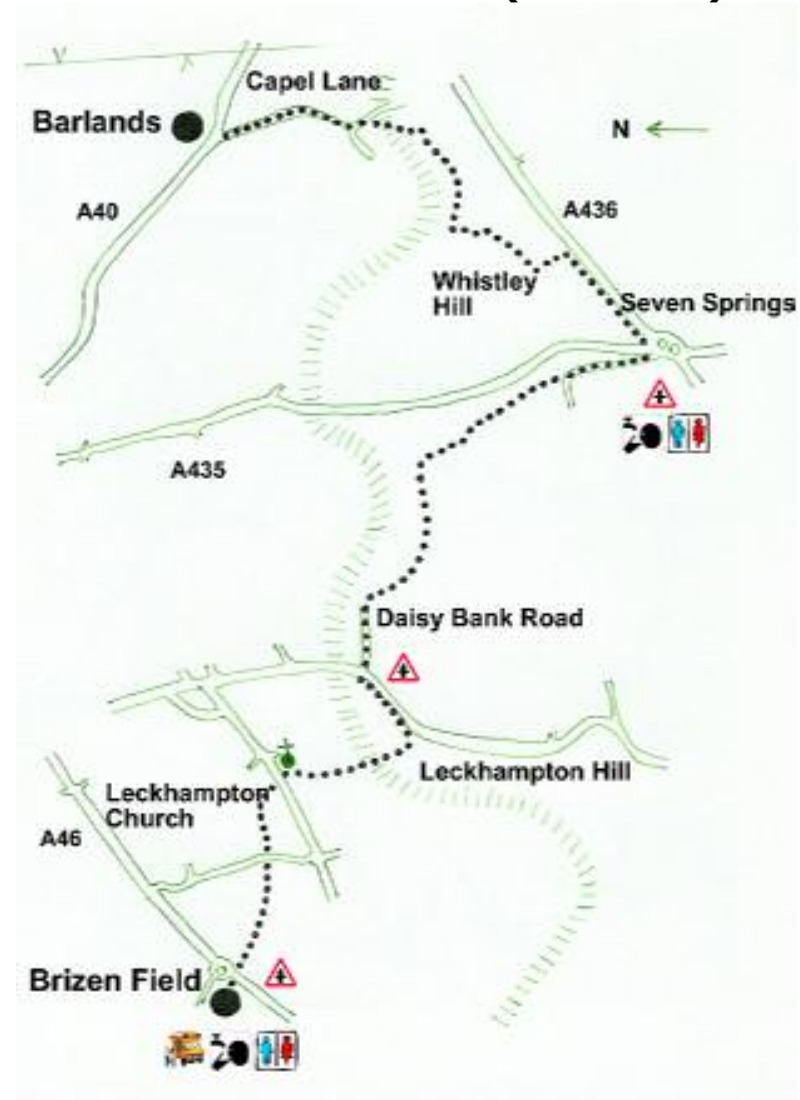 Capel Lane
Barlands
N
A40
A436
Whistley
Hill
Seven Springs
A435
Daisy Bank Road
Leckhampton Hill
Leckhampton
Church
A46
Brizen Field